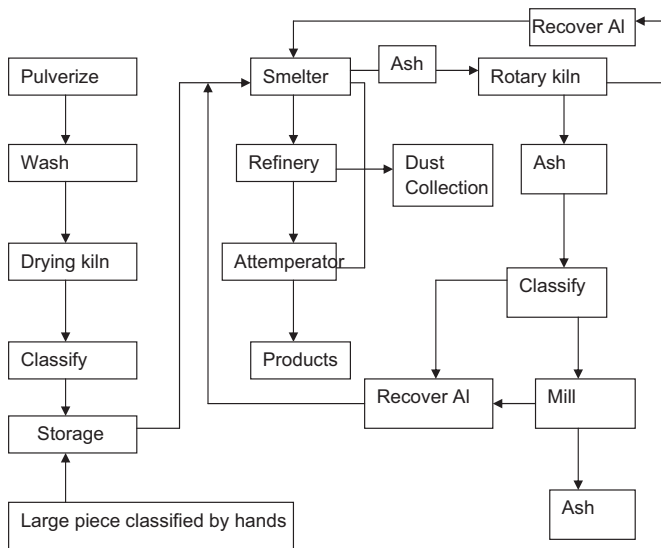 Recover Al
Pulverize
Smelter
Ash
Rotary kiln
Wash
Refinery
Dust
Collection
Ash
Drying kiln
Attemperator
Classify
Classify
Products
Recover Al
Mill
Storage
Large piece classified by hands
Ash